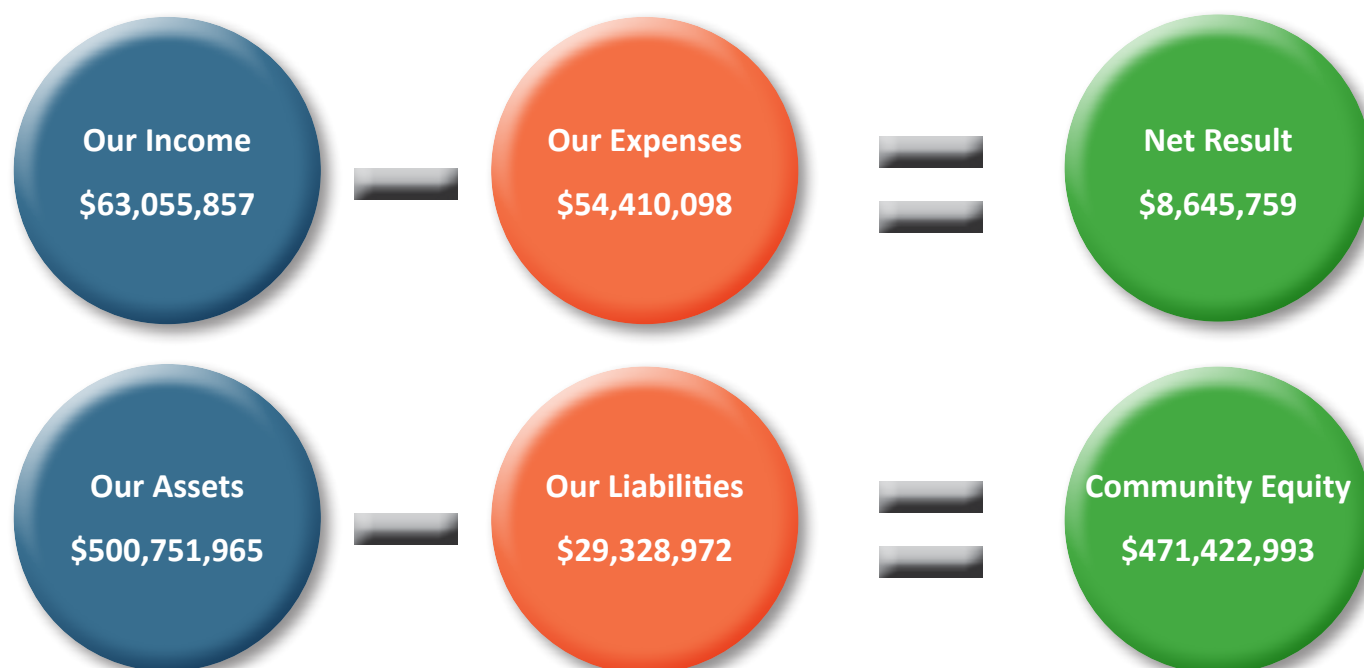 Our Income
$63,055,857
Our Expenses
$54,410,098
Net Result
$8,645,759
Our Assets
$500,751,965
Our Liabilities
$29,328,972
Community Equity
$471,422,993